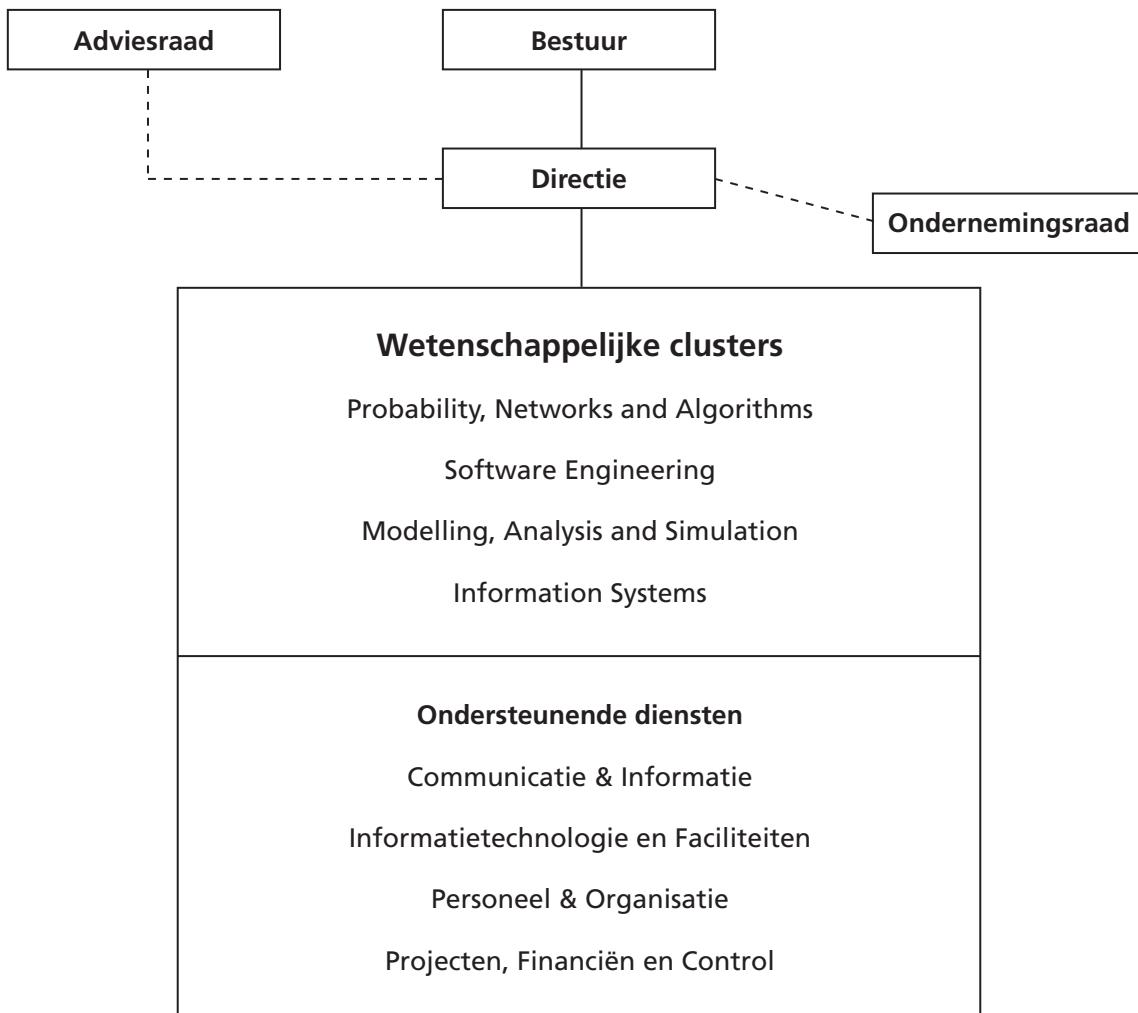 Adviesraad
Bestuur
Directie
Ondernemingsraad
Wetenschappelijke clusters
Probability, Networks and Algorithms
Software Engineering
Modelling, Analysis and Simulation
Information Systems
Ondersteunende diensten
Communicatie & Informatie
Informatietechnologie en Faciliteiten
Personeel & Organisatie
Projecten, Financiën en Control